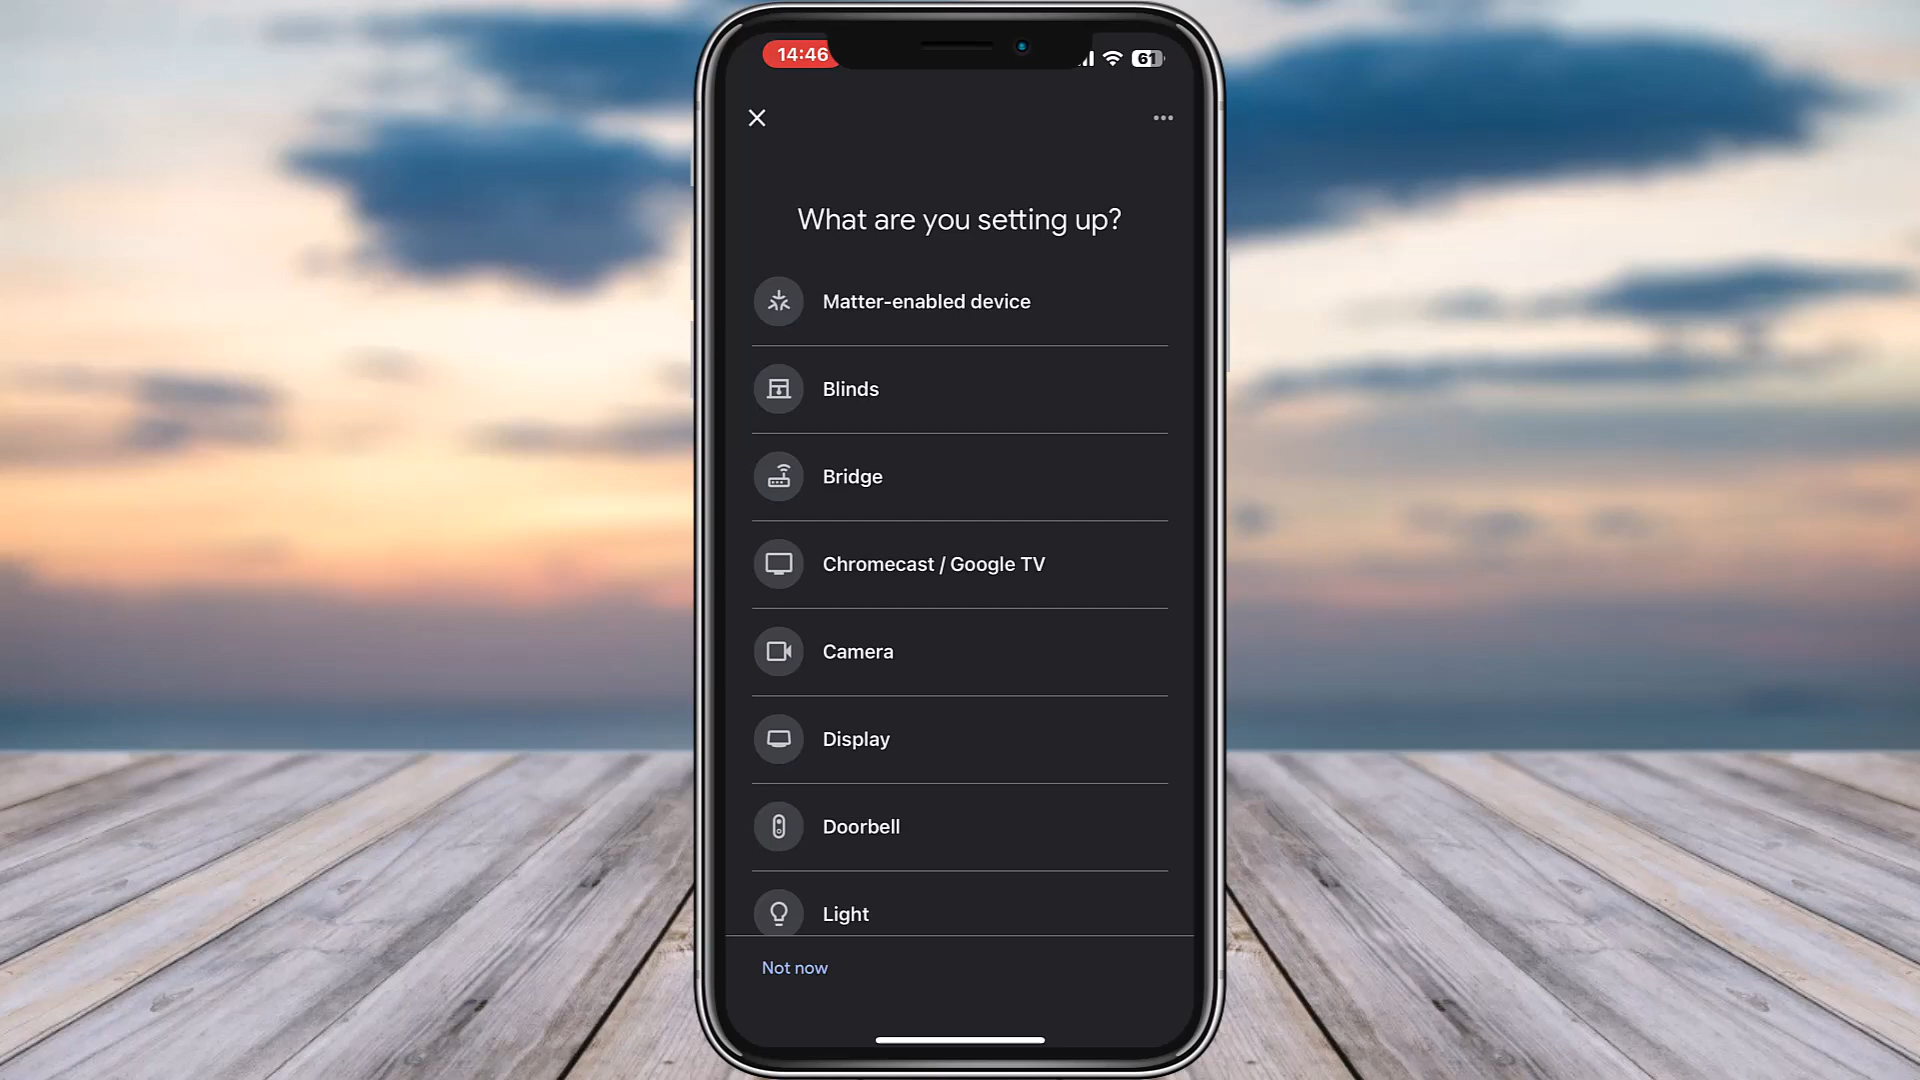 14:46
61
What are you setting up?
Matter-enabled device
Blinds
Bridge
Chromecast / Google TV
Camera
Display
Doorbell
Light
Not now